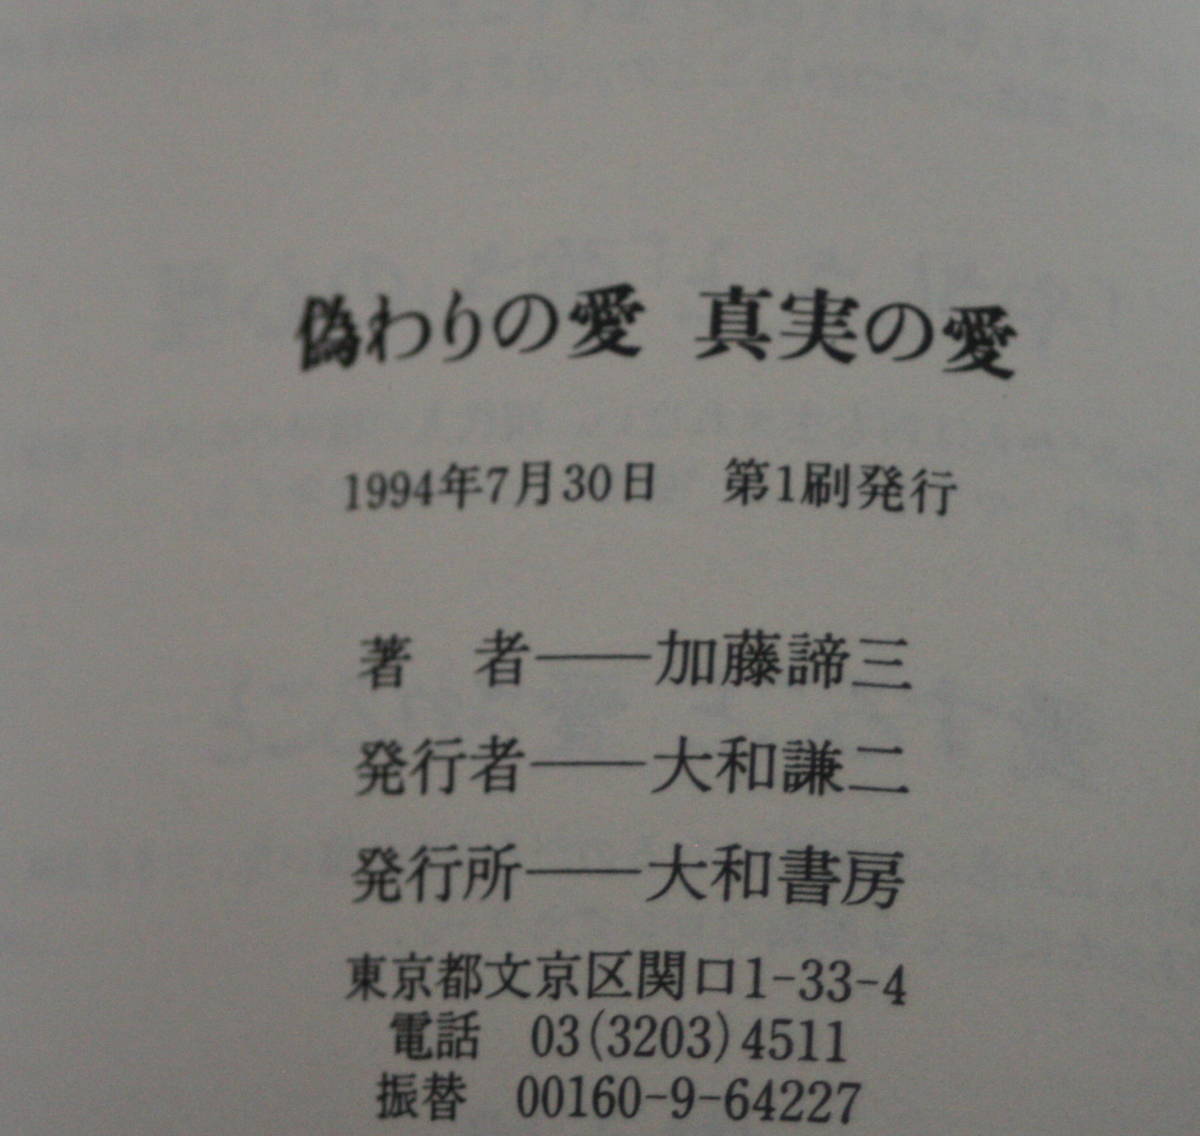 偽わりの愛 真実の愛
1994年7月30日　第1刷発行
著　者――加藤諦三
発行者――大和謙二
発行所――大和書房
東京都文京区関口1-33-4
電話　03(3203)4511
振替　00160-9-64227